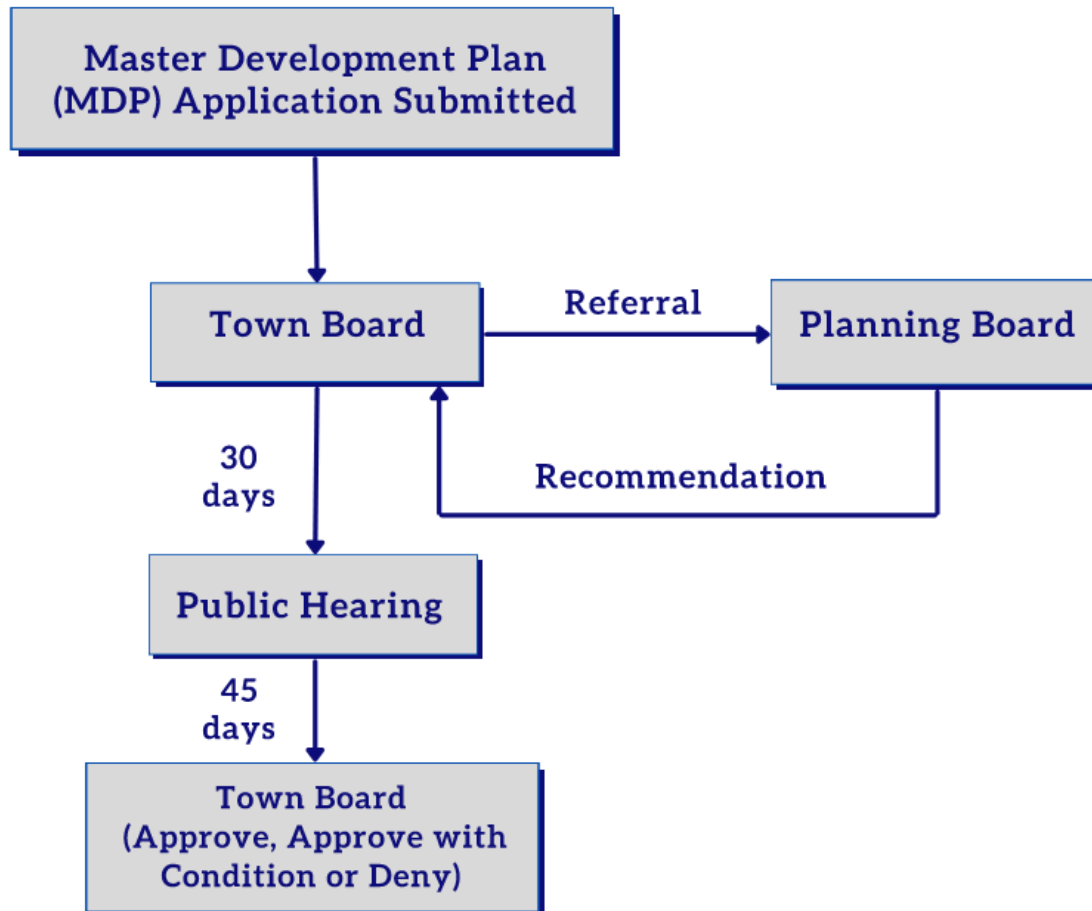 Master Development Plan
(MDP) Application Submitted
Town Board
Referral
Planning Board
30
days
Recommendation
Public Hearing
45
days
Town Board
(Approve, Approve with
Condition or Deny)